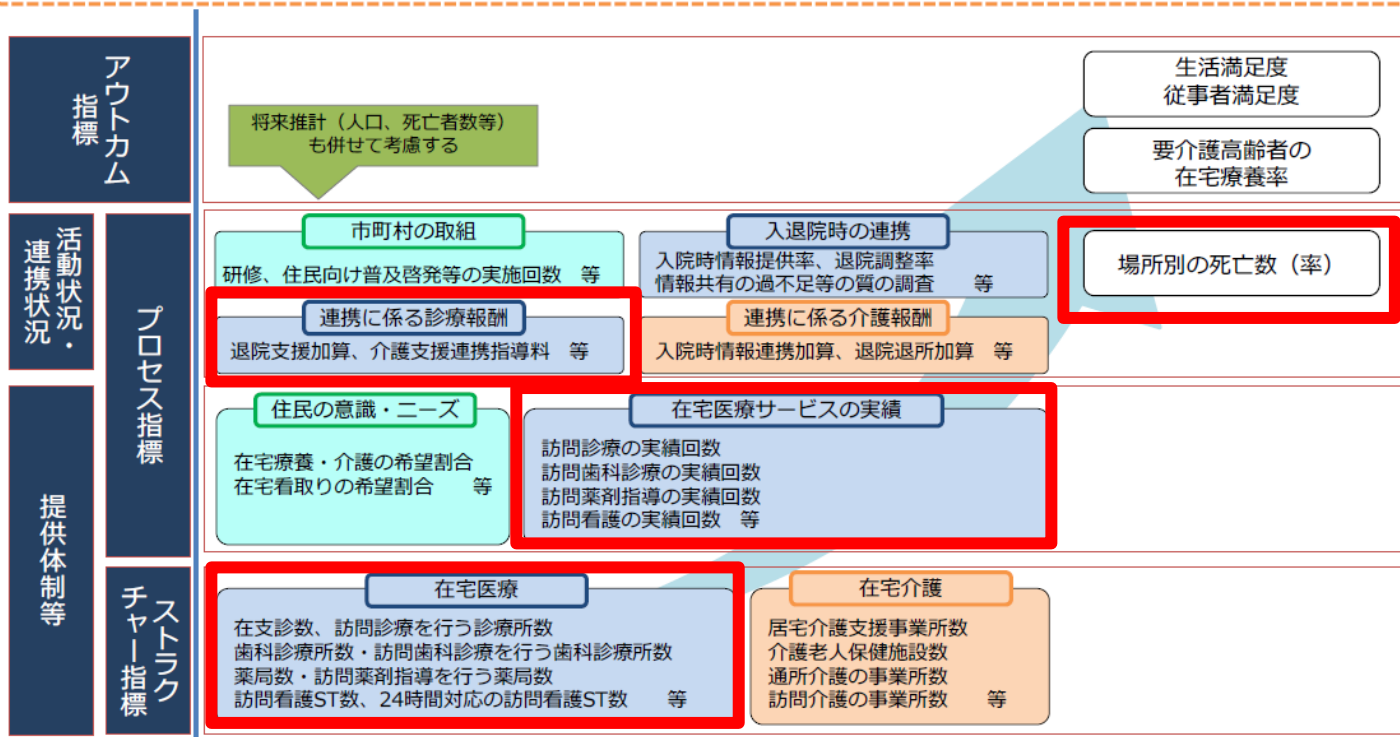 アウトカム
指標
将来推計（人口、死亡者数等）
も併せて考慮する
生活満足度
従事者満足度
要介護高齢者の
在宅療養率
活動状況・
連携状況
プロセス指標
市町村の取組
研修、住民向け普及啓発等の実施回数　等
入退院時の連携
入院時情報提供率、退院調整率
情報共有の過不足等の質の調査　　等
場所別の死亡数（率）
連携に係る診療報酬
退院支援加算、介護支援連携指導料　等
連携に係る介護報酬
入院時情報連携加算、退院退所加算　等
提供体制等
住民の意識・ニーズ
在宅療養・介護の希望割合
在宅看取りの希望割合　　等
在宅医療サービスの実績
訪問診療の実績回数
訪問歯科診療の実績回数
訪問薬剤指導の実績回数
訪問看護の実績回数　等
ストラク
チャー指標
在宅医療
在支診数、訪問診療を行う診療所数
歯科診療所数・訪問歯科診療を行う歯科診療所数
薬局数・訪問薬剤指導を行う薬局数
訪問看護ST数、24時間対応の訪問看護ST数　　等
在宅介護
居宅介護支援事業所数
介護老人保健施設数
通所介護の事業所数
訪問介護の事業所数　　等